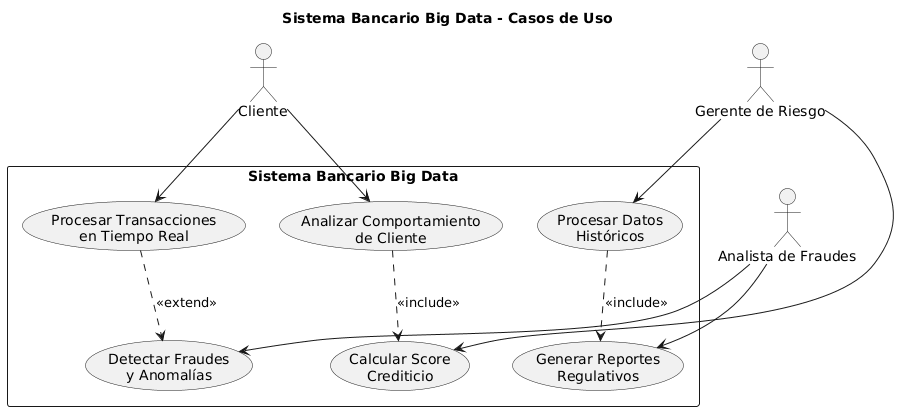 Sistema Bancario Big Data - Casos de Uso
Cliente
Gerente de Riesgo
Sistema Bancario Big Data
Procesar Transacciones
en Tiempo Real
Analizar Comportamiento
de Cliente
Procesar Datos
Históricos
Analista de Fraudes
«extend»
«include»
«include»
Detectar Fraudes
y Anomalías
Calcular Score
Crediticio
Generar Reportes
Regulativos